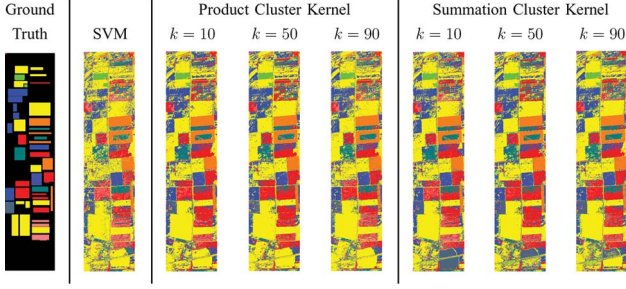 Ground Product Cluster Kernel Summation Cluster Kernel
Truth SVM k = 10 k = 50 k = 90 k = 10 k = 50 k = 90